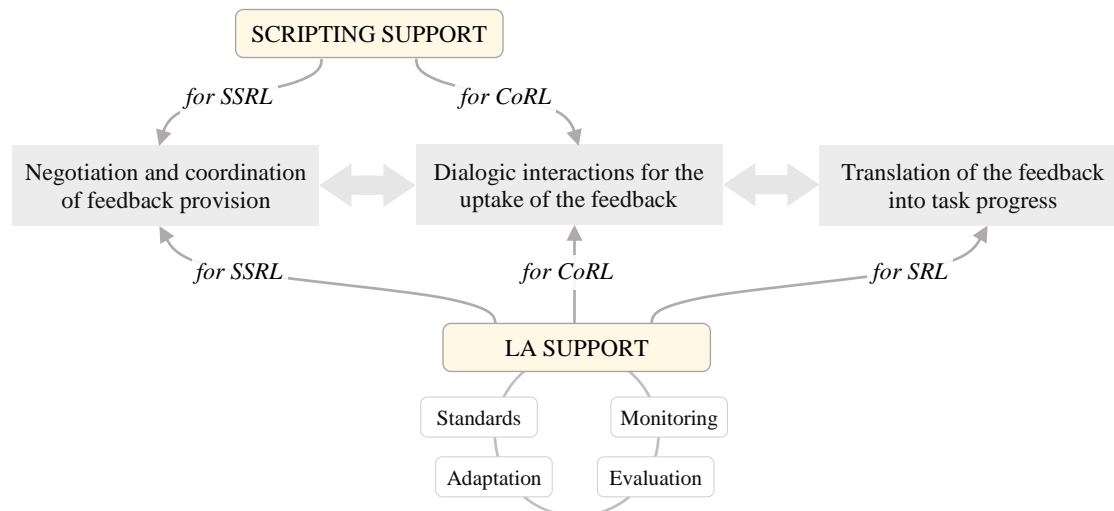 SCRIPTING SUPPORT
for SSRL
for CoRL
Negotiation and coordination
of feedback provision
Dialogic interactions for the
uptake of the feedback
Translation of the feedback
into task progress
for SSRL
for CoRL
for SRL
LA SUPPORT
Standards
Monitoring
Adaptation
Evaluation